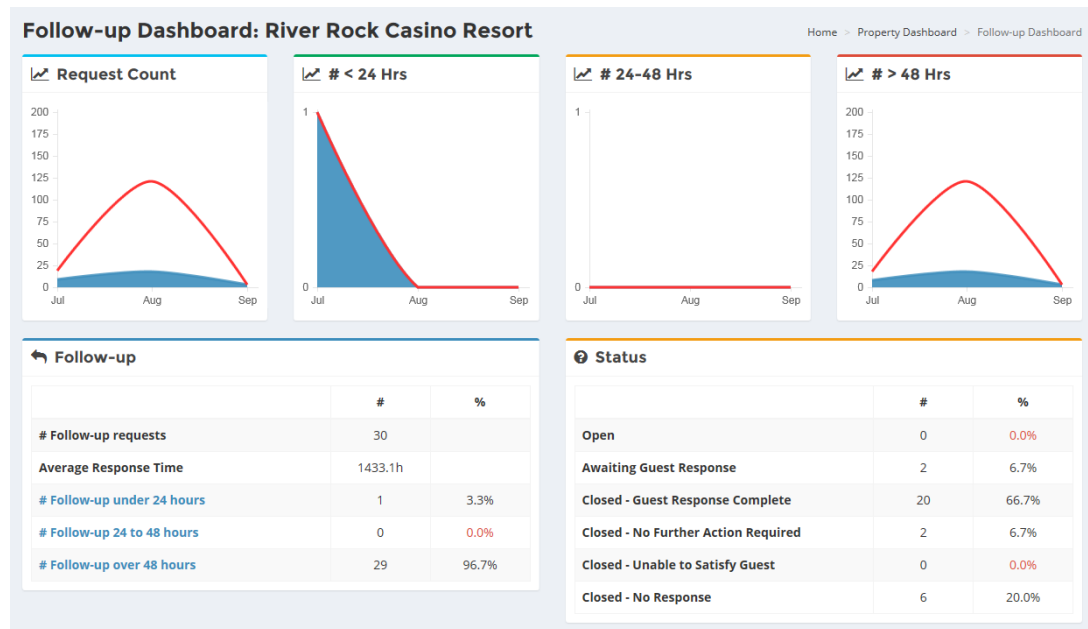 Follow-up Dashboard: River Rock Casino Resort
Home > Property Dashboard > Follow-up Dashboard
Request Count
200
175
150
125
100
75
50
25
0
Jul Aug Sep
# < 24 Hrs
1
0
Jul Aug Sep
# 24-48 Hrs
1
0
Jul Aug Sep
# > 48 Hrs
200
175
150
125
100
75
50
25
0
Jul Aug Sep
Follow-up
# %
# Follow-up requests 30
Average Response Time 1433.1h
# Follow-up under 24 hours 1 3.3%
# Follow-up 24 to 48 hours 0 0.0%
# Follow-up over 48 hours 29 96.7%
Status
# %
Open 0 0.0%
Awaiting Guest Response 2 6.7%
Closed - Guest Response Complete 20 66.7%
Closed - No Further Action Required 2 6.7%
Closed - Unable to Satisfy Guest 0 0.0%
Closed - No Response 6 20.0%